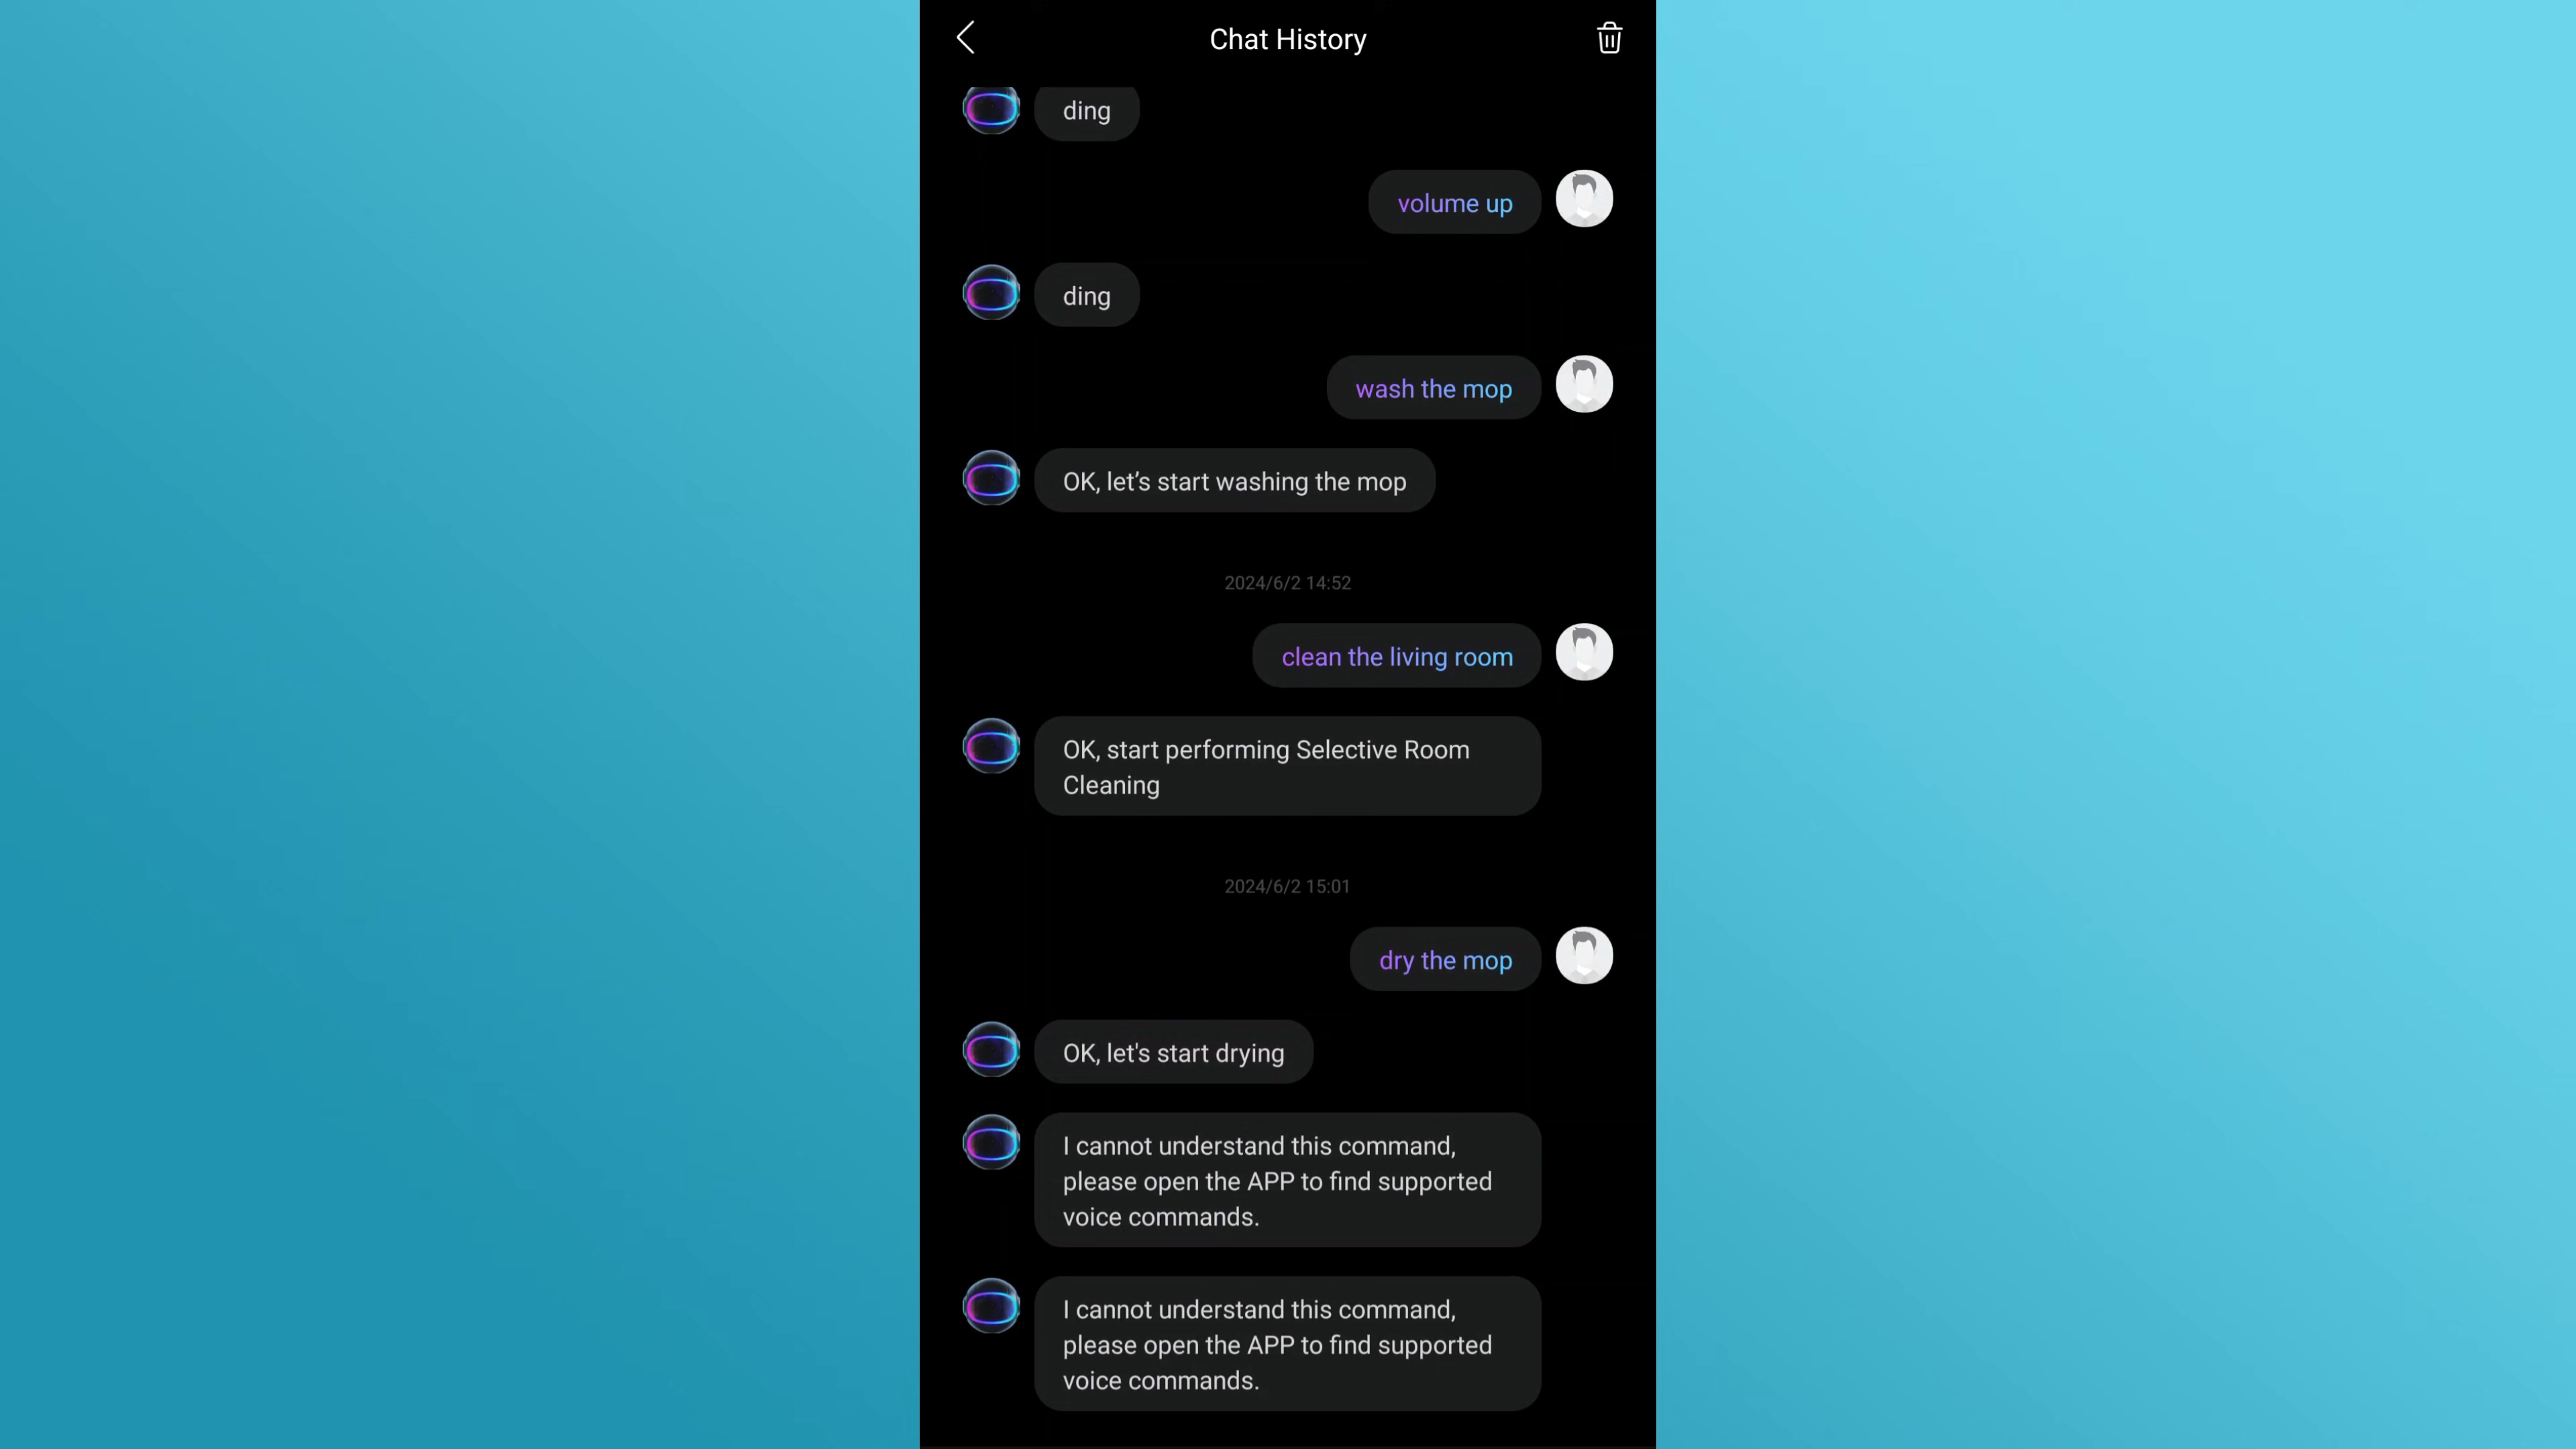 Chat History
ding
volume up
ding
wash the mop
OK, let’s start washing the mop
2024/6/2 14:52
clean the living room
OK, start performing Selective Room
Cleaning
2024/6/2 15:01
dry the mop
OK, let's start drying
I cannot understand this command,
please open the APP to find supported
voice commands.
I cannot understand this command,
please open the APP to find supported
voice commands.